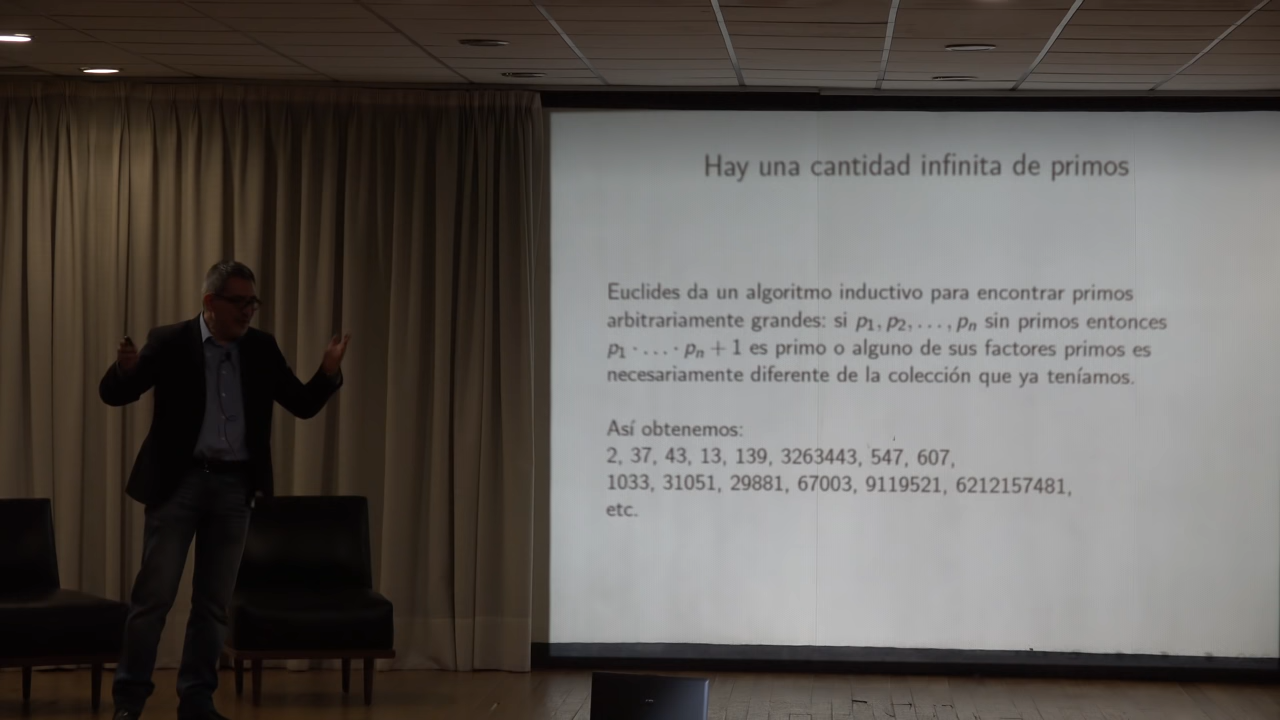 Hay una cantidad infinita de primos
Euclides da un algoritmo inductivo para encontrar primos
arbitrariamente grandes: si p₁, p₂, . . . , pₙ sin primos entonces
p₁ · . . . · pₙ + 1 es primo o alguno de sus factores primos es
necesariamente diferente de la colección que ya teníamos.
Así obtenemos:
2, 37, 43, 13, 139, 3263443, 547, 607,
1033, 31051, 29881, 67003, 9119521, 6212157481,
etc.